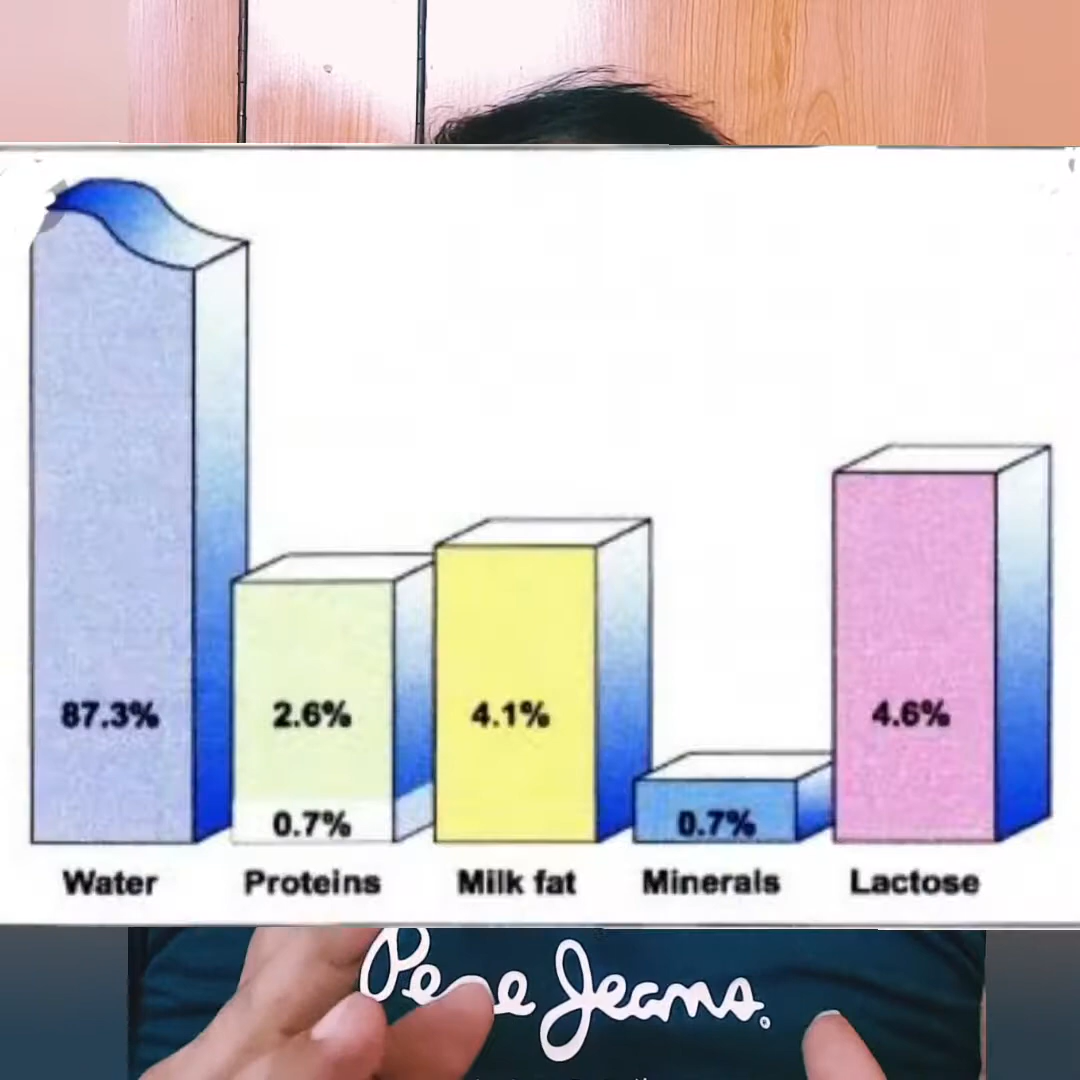 87.3%
2.6%
4.1%
4.6%
0.7%
0.7%
Water
Proteins
Milk fat
Minerals
Lactose
Pepe Jeans.